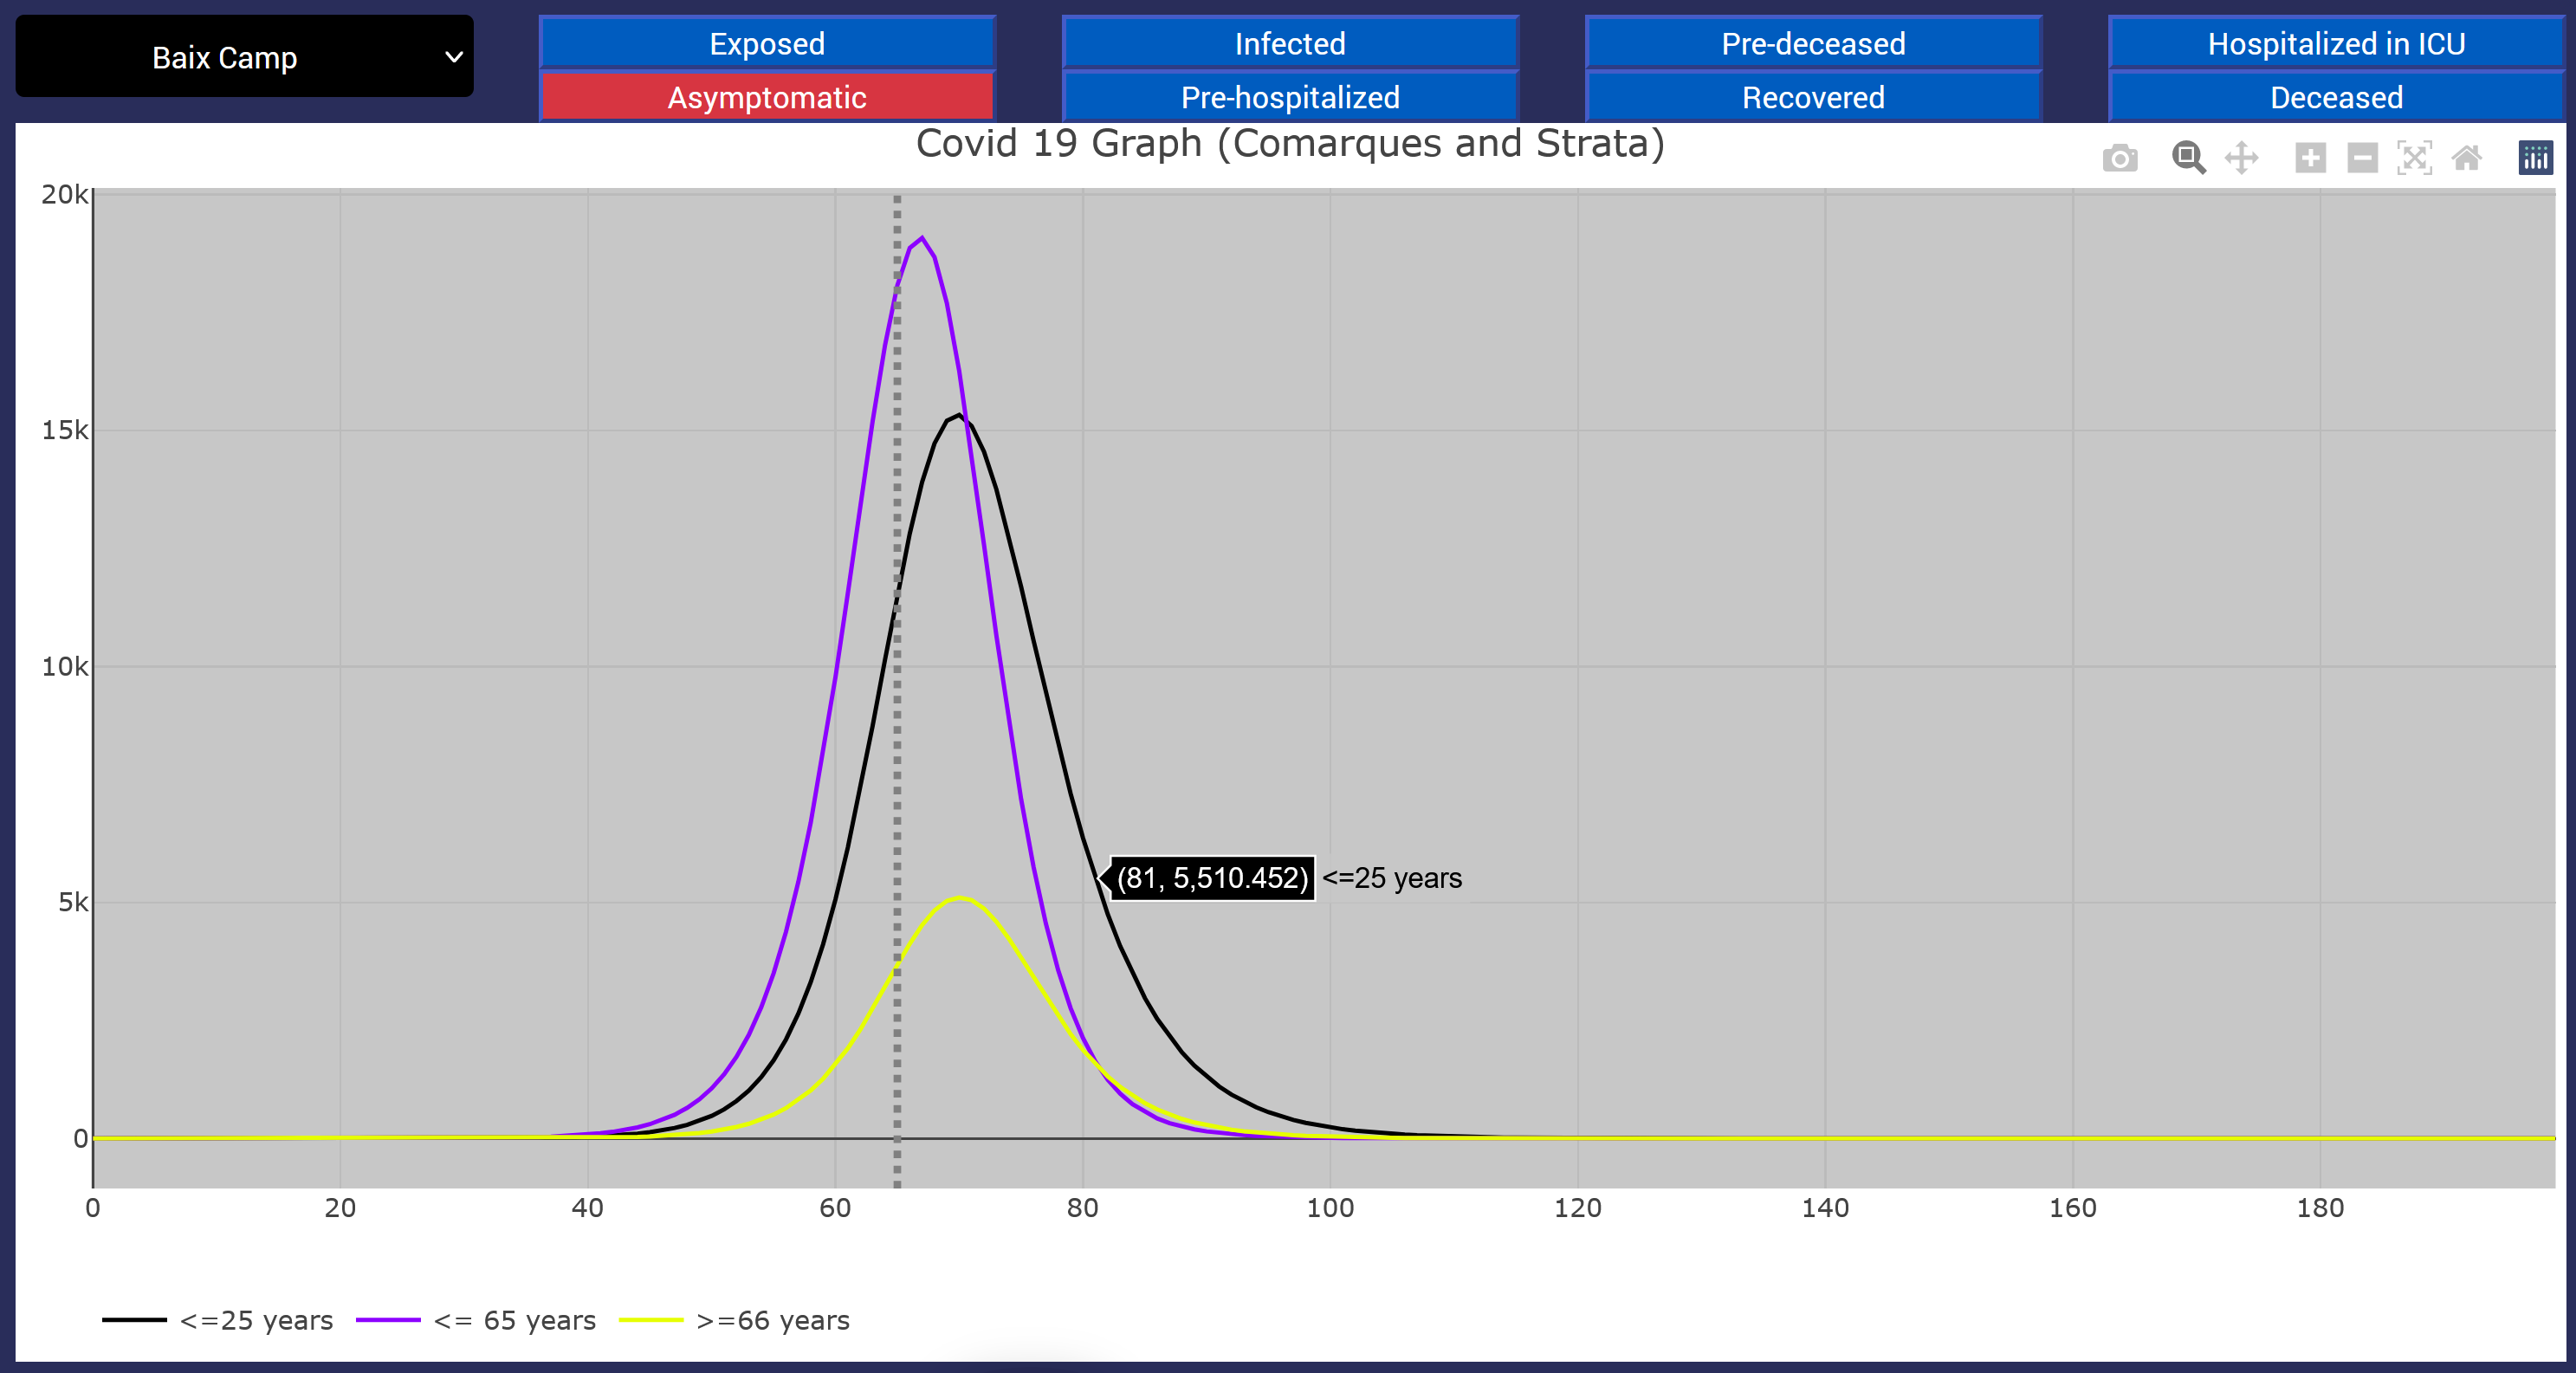 Baix Camp
Exposed
Infected
Pre-deceased
Hospitalized in ICU
Asymptomatic
Pre-hospitalized
Recovered
Deceased
Covid 19 Graph (Comarques and Strata)
20k
15k
10k
5k
0
(81, 5,510.452) <=25 years
0 20 40 60 80 100 120 140 160 180
<=25 years <= 65 years >=66 years